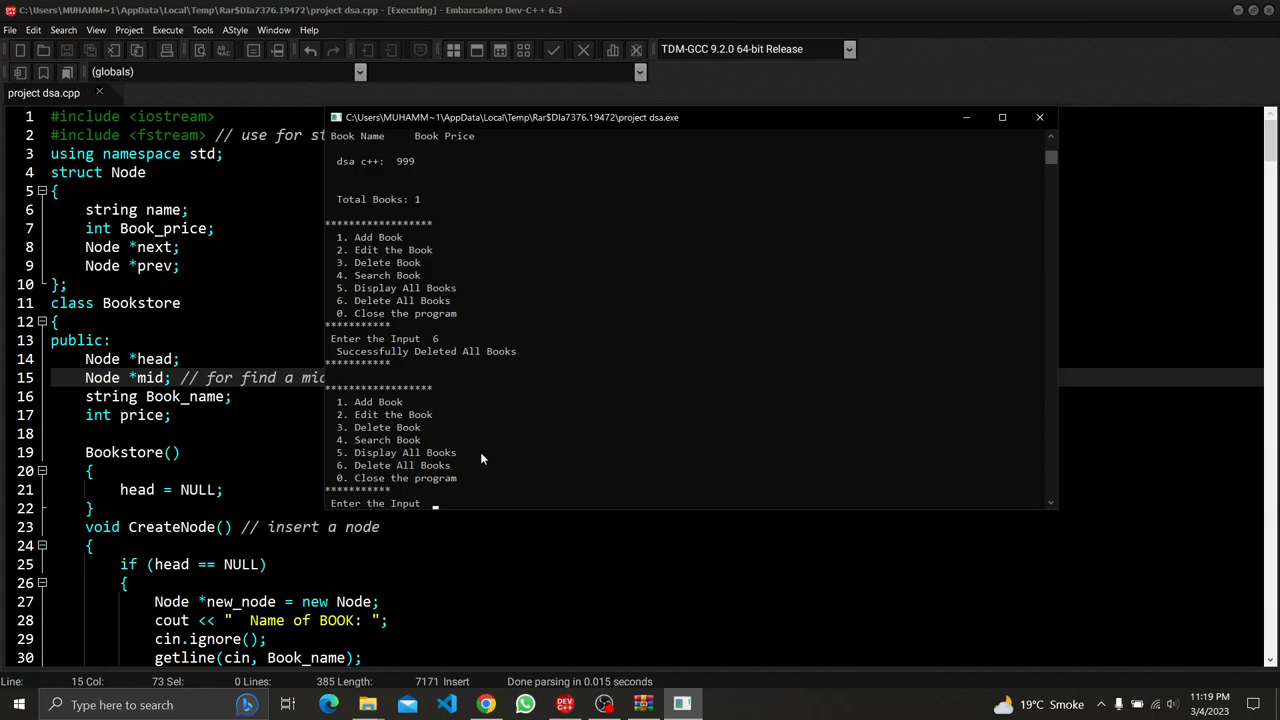 C:\Users\MUHAMM~1\AppData\Local\Temp\Rar$DIa7376.19472\project dsa.cpp - [Executing] - Embarcadero Dev-C++ 6.3
File Edit Search View Project Execute Tools AStyle Window Help
TDM-GCC 9.2.0 64-bit Release
(globals)
project dsa.cpp
1 #include <iostream>
2 #include <fstream> // use for st
3 using namespace std;
4 struct Node
5 {
6 string name;
7 int Book_price;
8 Node *next;
9 Node *prev;
10 };
11 class Bookstore
12 {
13 public:
14 Node *head;
15 Node *mid; // for find a mid
16 string Book_name;
17 int price;
18
19 Bookstore()
20 {
21 head = NULL;
22 }
23 void CreateNode() // insert a node
24 {
25 if (head == NULL)
26 {
27 Node *new_node = new Node;
28 cout << "  Name of BOOK: ";
29 cin.ignore();
30 getline(cin, Book_name);
C:\Users\MUHAMM~1\AppData\Local\Temp\Rar$DIa7376.19472\project dsa.exe
Book Name Book Price
dsa c++: 999
Total Books: 1
******************
1. Add Book
2. Edit the Book
3. Delete Book
4. Search Book
5. Display All Books
6. Delete All Books
0. Close the program
***********
Enter the Input 6
Successfully Deleted All Books
***********
******************
1. Add Book
2. Edit the Book
3. Delete Book
4. Search Book
5. Display All Books
6. Delete All Books
0. Close the program
***********
Enter the Input
Line: 15 Col: 73 Sel: 0 Lines: 385 Length: 7171 Insert Done parsing in 0.015 seconds
Type here to search
19°C Smoke
11:19 PM
3/4/2023